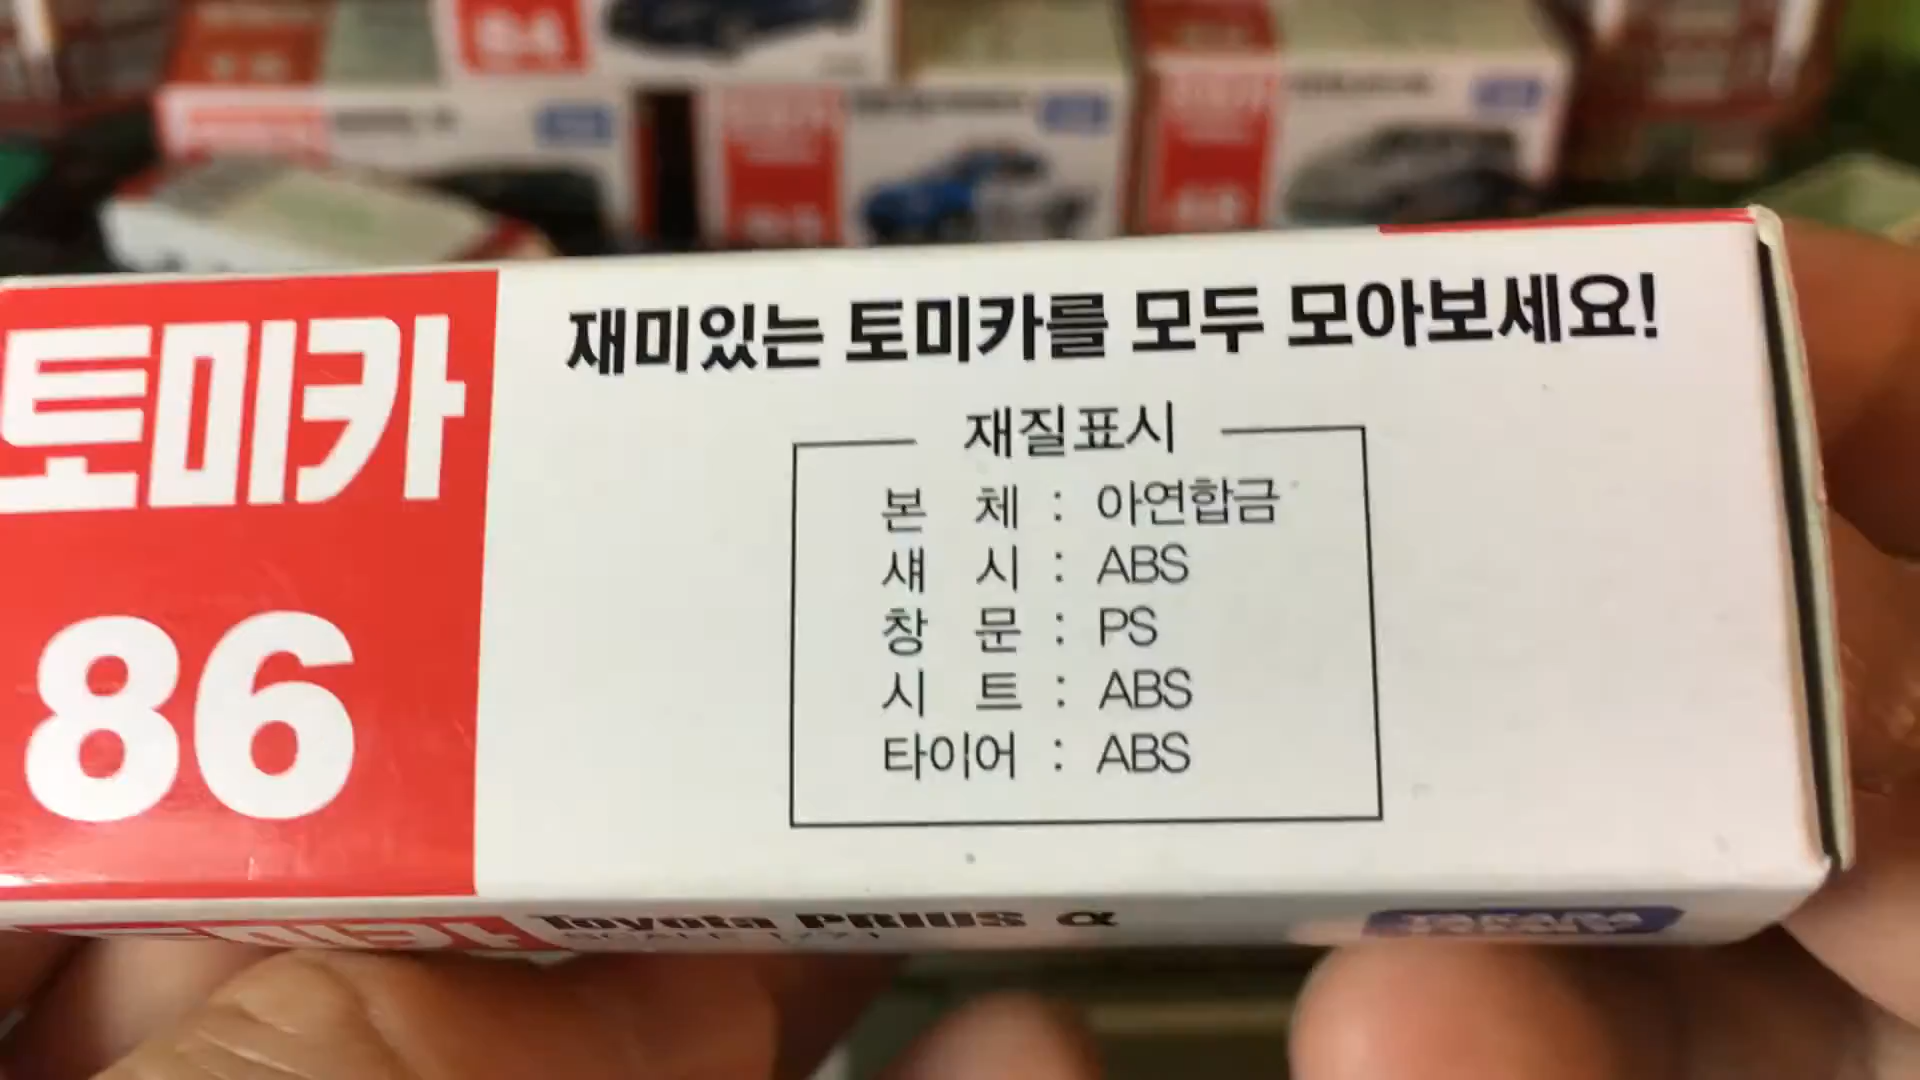 토미카
86
재미있는 토미카를 모두 모아보세요!
재질표시
본 체 : 아연합금
섀 시 : ABS
창 문 : PS
시 트 : ABS
타이어 : ABS
Toyota PRIUS α